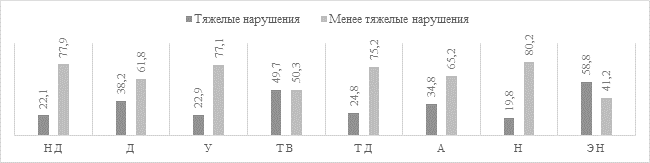 Тяжелые нарушения Менее тяжелые нарушения
22,1 77,9 38,2 61,8 22,9 77,1 49,7 50,3 24,8 75,2 34,8 65,2 19,8 80,2 58,8 41,2
НД Д У ТВ ТД А Н ЭН